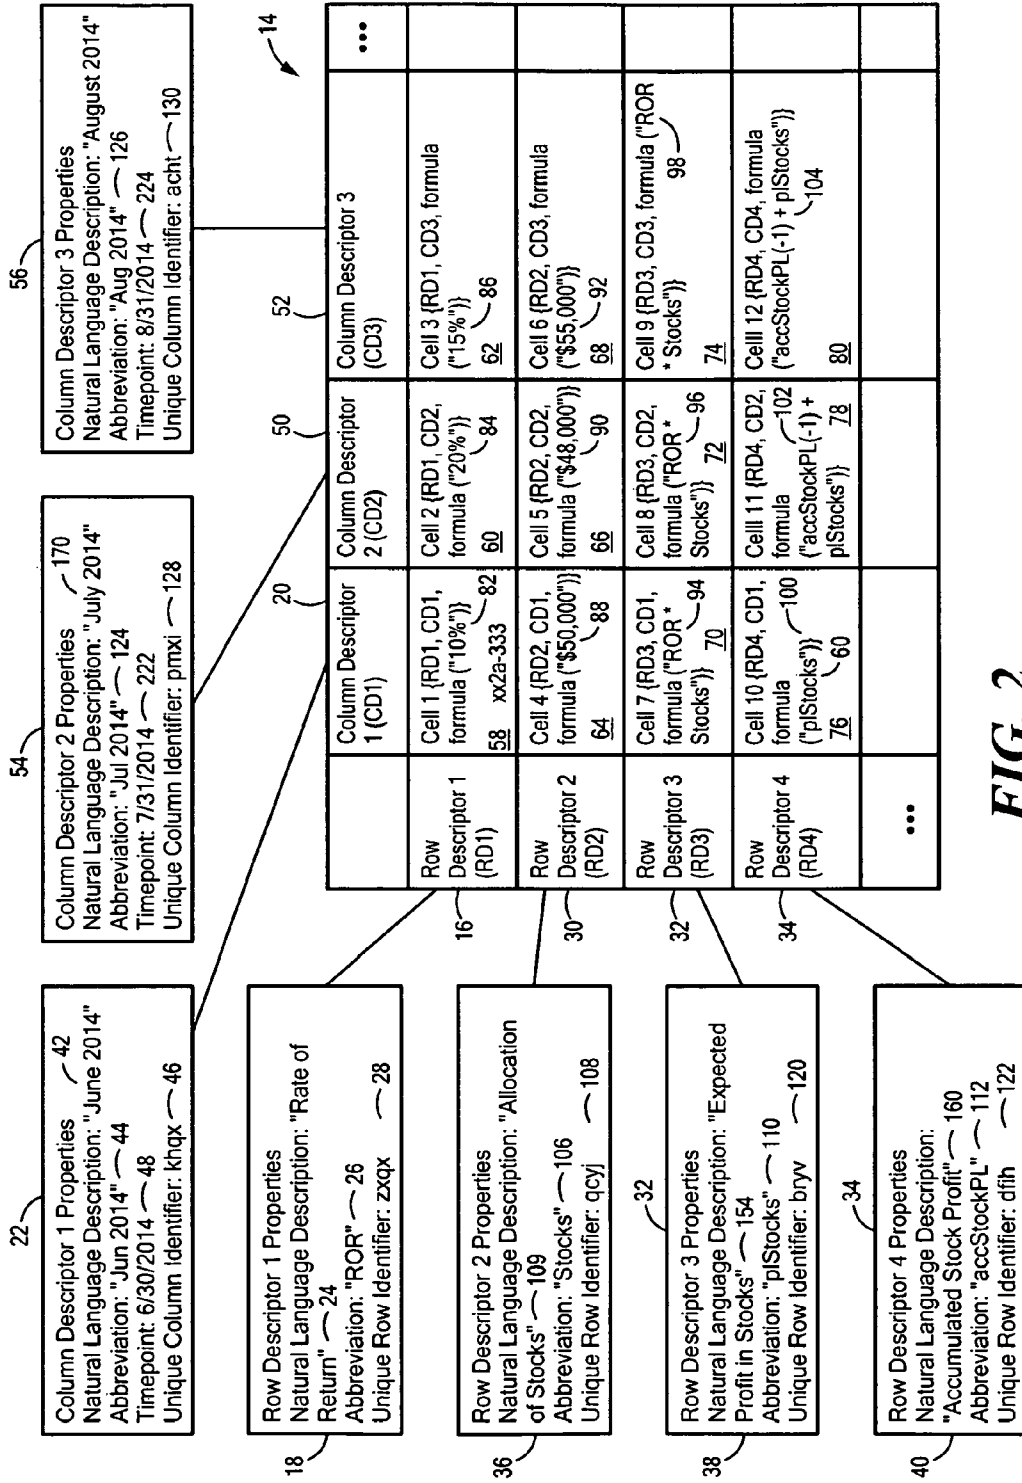 22
Column Descriptor 1 Properties 42
Natural Language Description: "June 2014"
Abbreviation: "Jun 2014" 44
Timepoint: 6/30/2014 48
Unique Column Identifier: khqx 46
54
Column Descriptor 2 Properties 170
Natural Language Description: "July 2014"
Abbreviation: "Jul 2014" 124
Timepoint: 7/31/2014 222
Unique Column Identifier: pmxi 128
56
Column Descriptor 3 Properties
Natural Language Description: "August 2014"
Abbreviation: "Aug 2014" 126
Timepoint: 8/31/2014 224
Unique Column Identifier: acht 130
18
Row Descriptor 1 Properties
Natural Language Description: "Rate of
Return" 24
Abbreviation: "ROR" 26
Unique Row Identifier: zxqx 28
36
Row Descriptor 2 Properties
Natural Language Description: "Allocation
of Stocks" 109
Abbreviation: "Stocks" 106
Unique Row Identifier: qcyj 108
32
38
Row Descriptor 3 Properties
Natural Language Description: "Expected
Profit in Stocks" 154
Abbreviation: "plStocks" 110
Unique Row Identifier: bryv 120
34
40
Row Descriptor 4 Properties
Natural Language Description:
"Accumulated Stock Profit" 160
Abbreviation: "accStockPL" 112
Unique Row Identifier: dfih 122
20
50
52
14
Column Descriptor
1 (CD1)
Column Descriptor
2 (CD2)
Column Descriptor 3
(CD3)
•••
16
Row
Descriptor 1
(RD1)
Cell 1 {RD1, CD1,
formula ("10%")}
58 xx2a-333 82
Cell 2 {RD1, CD2,
formula ("20%")}
60 84
Cell 3 {RD1, CD3, formula
("15%")}
62 86
30
Row
Descriptor 2
(RD2)
Cell 4 {RD2, CD1,
formula ("$50,000")}
64 88
Cell 5 {RD2, CD2,
formula ("$48,000")}
66 90
Cell 6 {RD2, CD3, formula
("$55,000")}
68 92
32
Row
Descriptor 3
(RD3)
Cell 7 {RD3, CD1,
formula ("ROR *
Stocks")} 94
70
Cell 8 {RD3, CD2,
formula ("ROR *
Stocks")} 96
72
Cell 9 {RD3, CD3, formula ("ROR
* Stocks")} 98
74
34
Row
Descriptor 4
(RD4)
Cell 10 {RD4, CD1,
formula 100
("plStocks")}
76 60
Celll 11 {RD4, CD2,
formula 102
("accStockPL(-1) +
plStocks")} 78
Celll 12 {RD4, CD4, formula
("accStockPL(-1) + plStocks")}
104
80
•••
FIG. 2